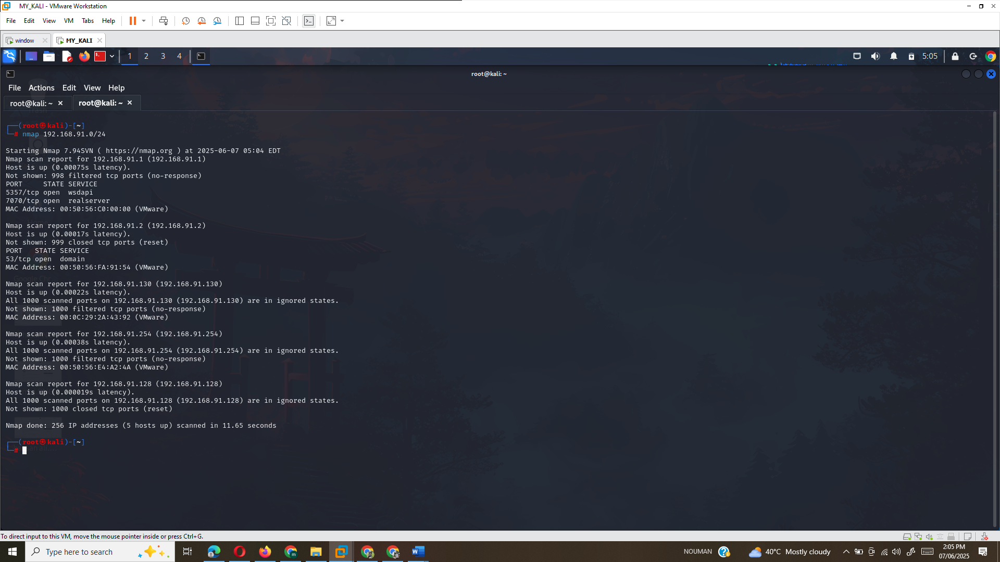 MY_KALI - VMware Workstation
File Edit View VM Tabs Help
window
MY_KALI
1 2 3 4
5:05
root@kali: ~
File Actions Edit View Help
root@kali: ~
root@kali: ~
┌──(root㉿kali)-[~]
└─# nmap 192.168.91.0/24
Starting Nmap 7.94SVN ( https://nmap.org ) at 2025-06-07 05:04 EDT
Nmap scan report for 192.168.91.1 (192.168.91.1)
Host is up (0.00075s latency).
Not shown: 998 filtered tcp ports (no-response)
PORT     STATE SERVICE
5357/tcp open  wsdapi
7070/tcp open  realserver
MAC Address: 00:50:56:C0:00:00 (VMware)
Nmap scan report for 192.168.91.2 (192.168.91.2)
Host is up (0.00017s latency).
Not shown: 999 closed tcp ports (reset)
PORT   STATE SERVICE
53/tcp open  domain
MAC Address: 00:50:56:FA:91:54 (VMware)
Nmap scan report for 192.168.91.130 (192.168.91.130)
Host is up (0.00022s latency).
All 1000 scanned ports on 192.168.91.130 (192.168.91.130) are in ignored states.
Not shown: 1000 filtered tcp ports (no-response)
MAC Address: 00:0C:29:2A:43:92 (VMware)
Nmap scan report for 192.168.91.254 (192.168.91.254)
Host is up (0.00038s latency).
All 1000 scanned ports on 192.168.91.254 (192.168.91.254) are in ignored states.
Not shown: 1000 filtered tcp ports (no-response)
MAC Address: 00:50:56:E4:A2:4A (VMware)
Nmap scan report for 192.168.91.128 (192.168.91.128)
Host is up (0.000019s latency).
All 1000 scanned ports on 192.168.91.128 (192.168.91.128) are in ignored states.
Not shown: 1000 closed tcp ports (reset)
Nmap done: 256 IP addresses (5 hosts up) scanned in 11.65 seconds
┌──(root㉿kali)-[~]
└─#
To direct input to this VM, move the mouse pointer inside or press Ctrl+G.
Type here to search
NOUMAN
40°C Mostly cloudy
2:05 PM
07/06/2025